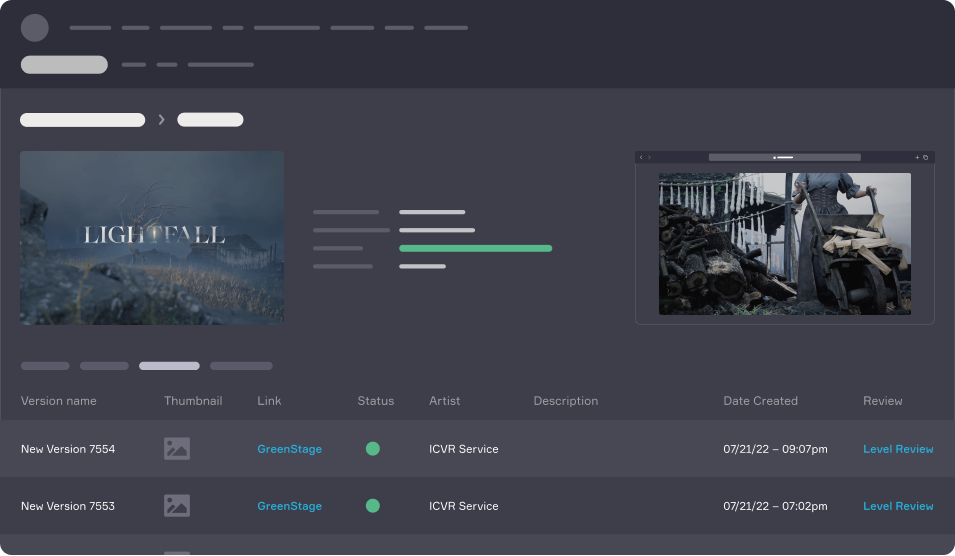 LIGHTFALL
Version name Thumbnail Link Status Artist Description Date Created Review
New Version 7554 GreenStage ICVR Service 07/21/22 – 09:07pm Level Review
New Version 7553 GreenStage ICVR Service 07/21/22 – 07:02pm Level Review